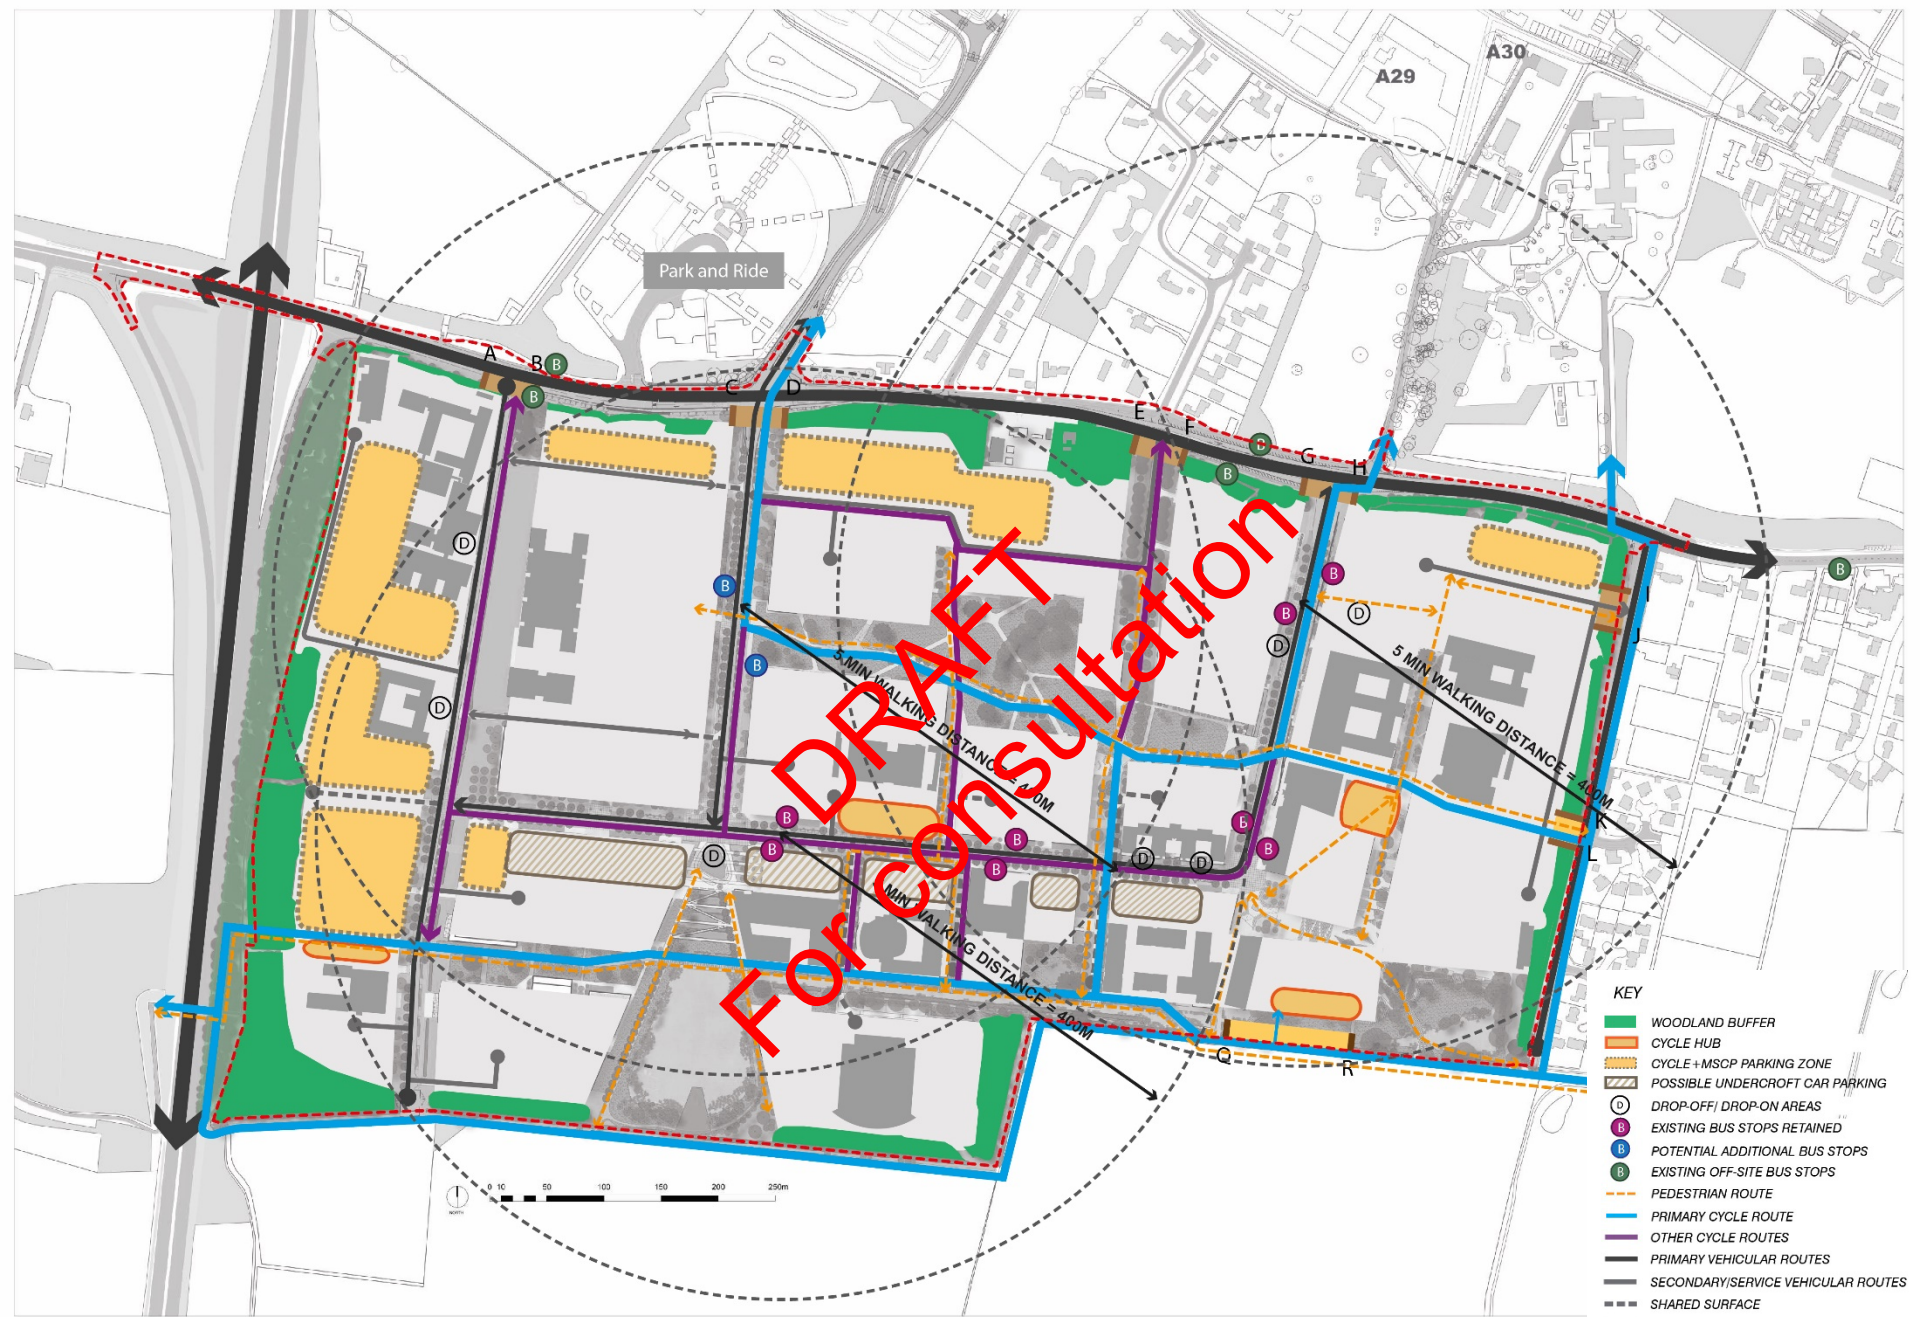 A30
A29
Park and Ride
A
B
B
B
C
D
E
F
B
B
G
H
B
D
B
B
D
B
D
I
J
B
D
B
D
5 MIN WALKING DISTANCE = 400M
5 MIN WALKING DISTANCE = 400M
MIN WALKING DISTANCE = 400M
DRAFT
For consultation
B
B
B
B
B
B
D
D
D
K
L
Q
R
0 10 50 100 150 200 250m
NORTH
KEY
WOODLAND BUFFER
CYCLE HUB
CYCLE+MSCP PARKING ZONE
POSSIBLE UNDERCROFT CAR PARKING
D DROP-OFF/ DROP-ON AREAS
B EXISTING BUS STOPS RETAINED
B POTENTIAL ADDITIONAL BUS STOPS
B EXISTING OFF-SITE BUS STOPS
PEDESTRIAN ROUTE
PRIMARY CYCLE ROUTE
OTHER CYCLE ROUTES
PRIMARY VEHICULAR ROUTES
SECONDARY/SERVICE VEHICULAR ROUTES
SHARED SURFACE